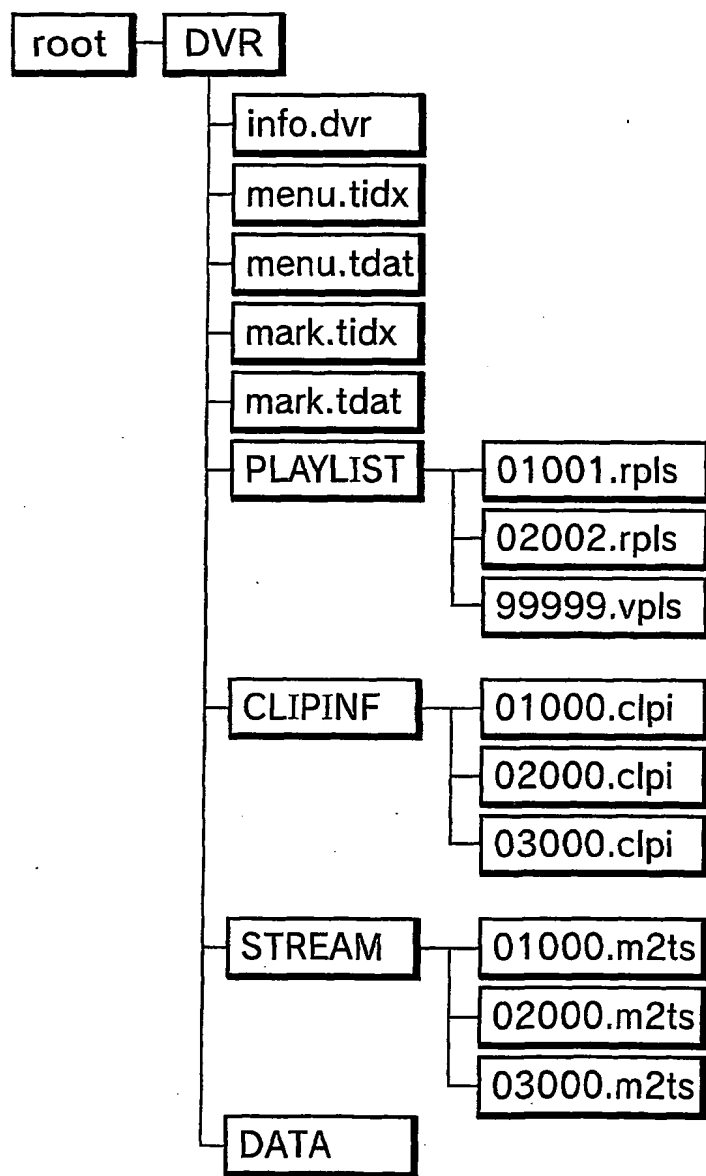 root DVR
info.dvr
menu.tidx
menu.tdat
mark.tidx
mark.tdat
PLAYLIST 01001.rpls
02002.rpls
99999.vpls
CLIPINF 01000.clpi
02000.clpi
03000.clpi
STREAM 01000.m2ts
02000.m2ts
03000.m2ts
DATA